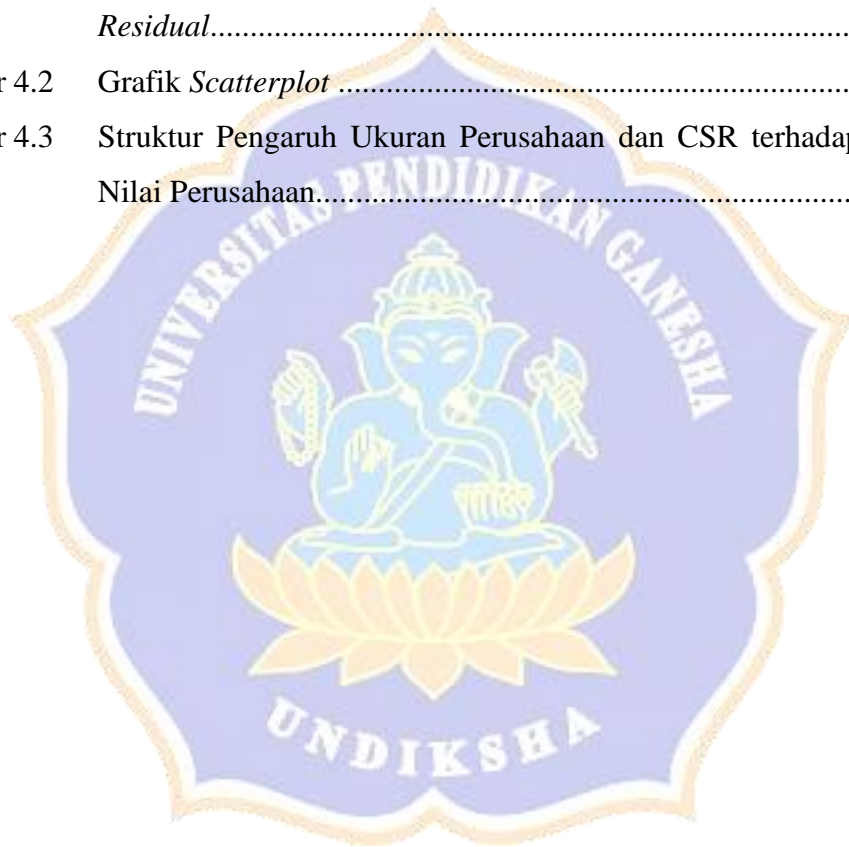 Residual..........................................................................
r 4.2 Grafik Scatterplot ..........................................................
r 4.3 Struktur Pengaruh Ukuran Perusahaan dan CSR terhadap
Nilai Perusahaan.............................................................
UNIVERSITAS PENDIDIKAN GANESHA
UNDIKSHA